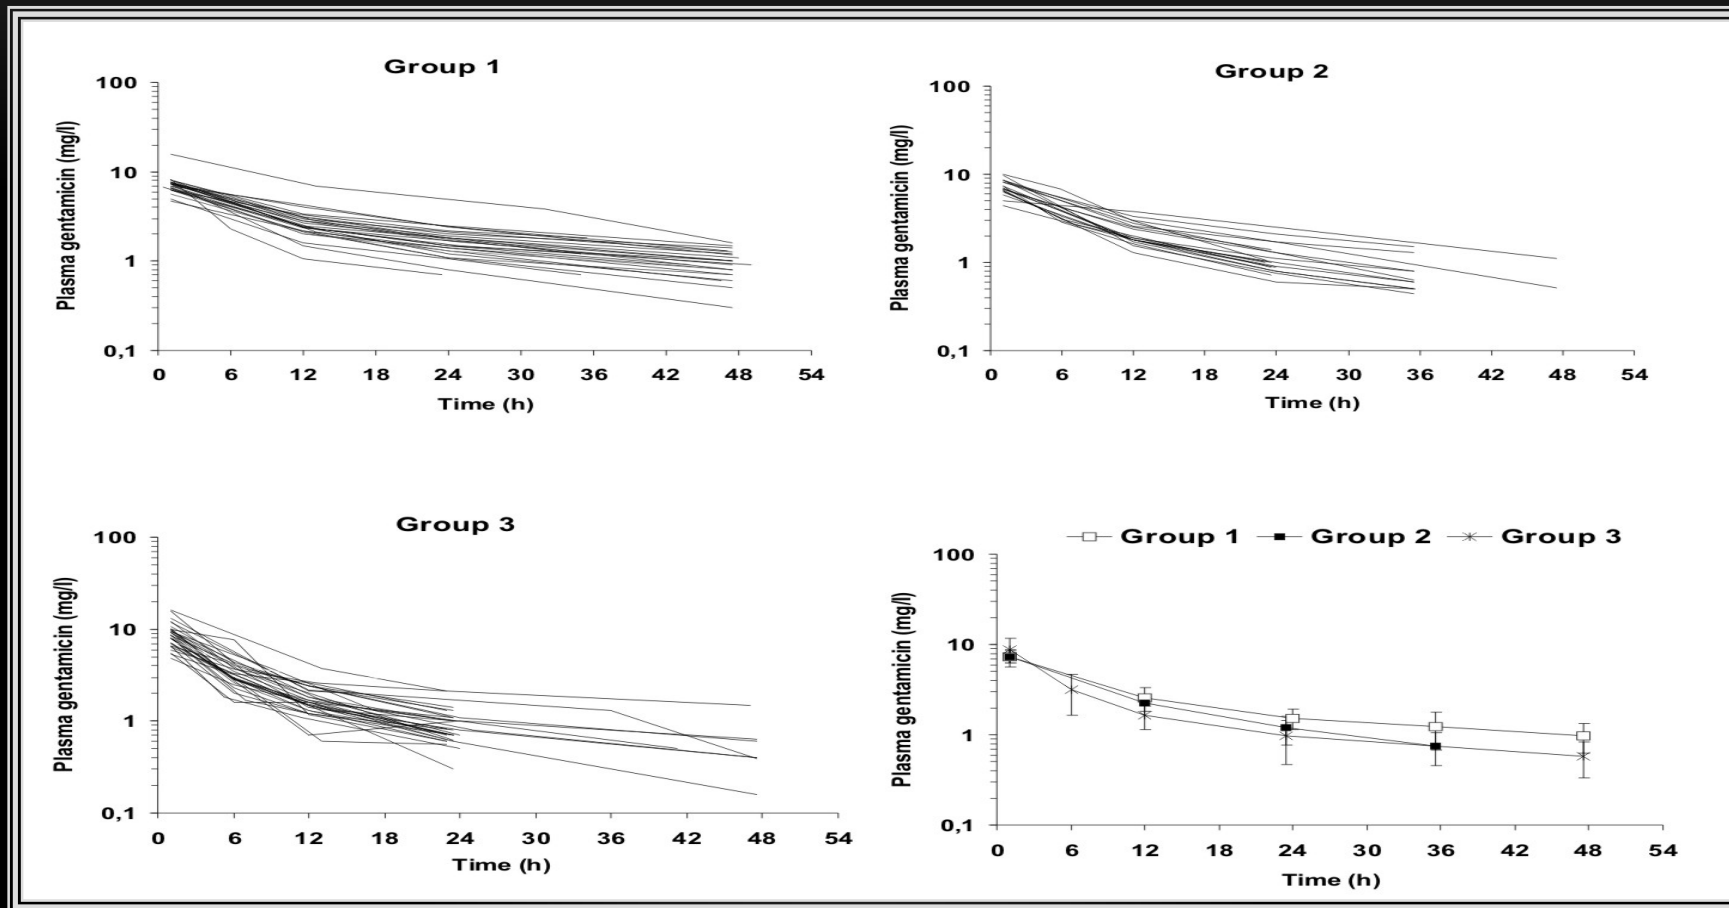 Group 1
Plasma gentamicin (mg/l)
100
10
1
0,1
0 6 12 18 24 30 36 42 48 54
Time (h)
Group 2
Plasma gentamicin (mg/l)
100
10
1
0,1
0 6 12 18 24 30 36 42 48 54
Time (h)
Group 3
Plasma gentamicin (mg/l)
100
10
1
0,1
0 6 12 18 24 30 36 42 48 54
Time (h)
Group 1 Group 2 Group 3
Plasma gentamicin (mg/l)
100
10
1
0,1
0 6 12 18 24 30 36 42 48 54
Time (h)